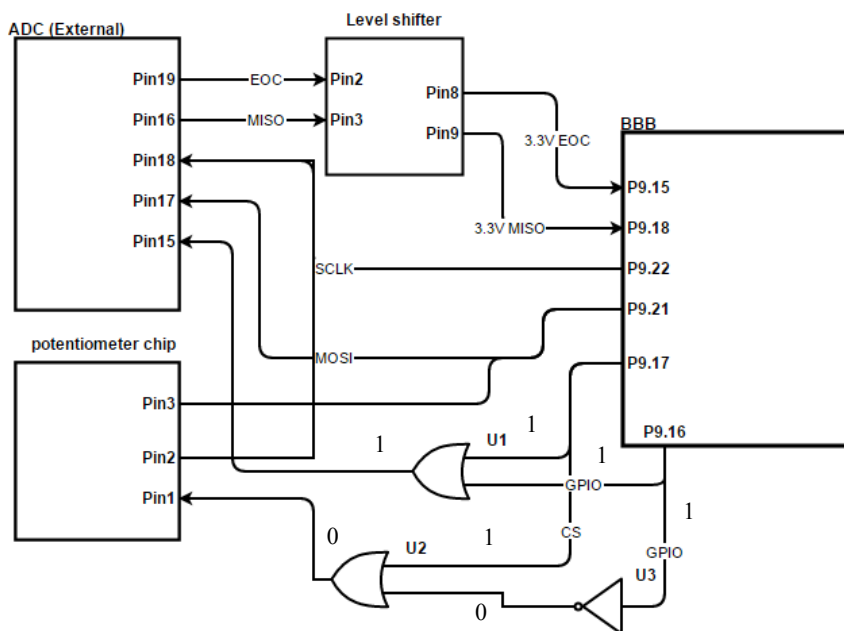 Level shifter
ADC (External)
Pin19
EOC
Pin2
Pin16
MISO
Pin3
Pin8
Pin9
BBB
3.3V EOC
Pin18
P9.15
Pin17
3.3V MISO
P9.18
Pin15
SCLK
P9.22
P9.21
potentiometer chip
MOSI
P9.17
Pin3
P9.16
1
U1
1
1
Pin2
GPIO
Pin1
1
0
U2
1
CS
GPIO
U3
0